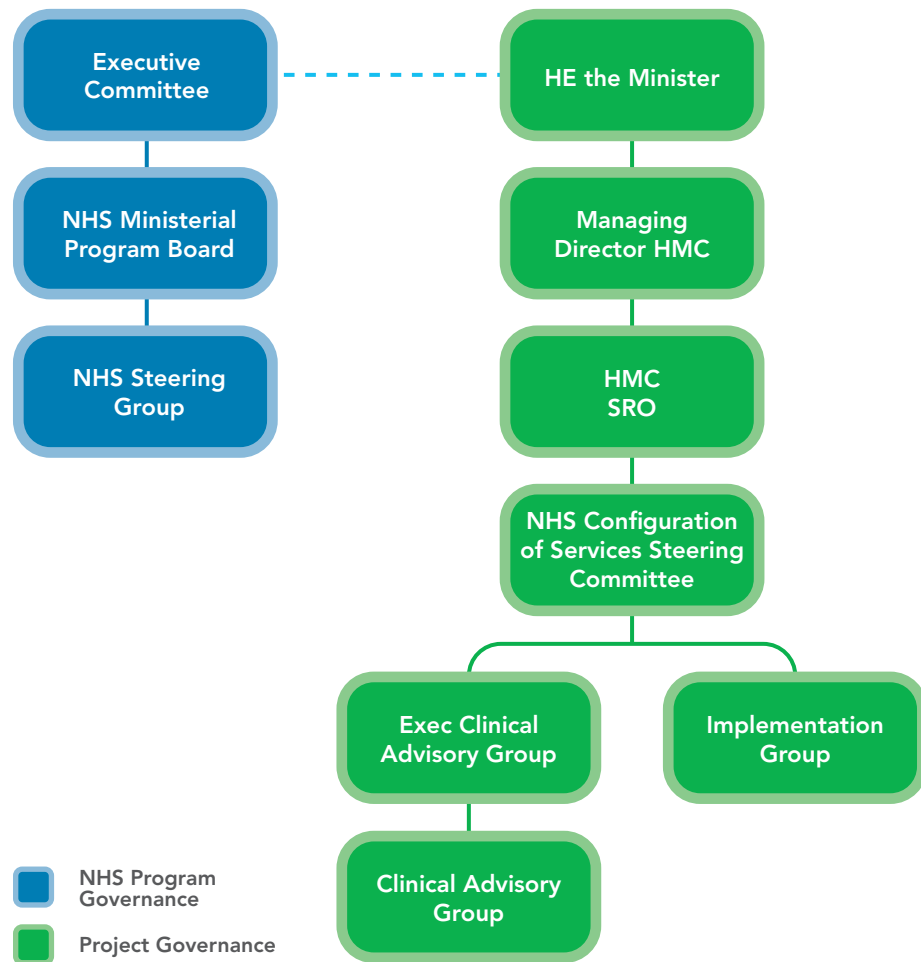 Executive
Committee
HE the Minister
NHS Ministerial
Program Board
Managing
Director HMC
NHS Steering
Group
HMC
SRO
NHS Configuration
of Services Steering
Committee
Exec Clinical
Advisory Group
Implementation
Group
Clinical Advisory
Group
NHS Program
Governance
Project Governance